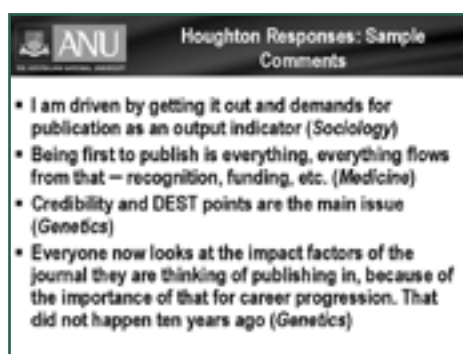 ANU
THE AUSTRALIAN NATIONAL UNIVERSITY
Houghton Responses: Sample
Comments
▪ I am driven by getting it out and demands for
publication as an output indicator (Sociology)
▪ Being first to publish is everything, everything flows
from that – recognition, funding, etc. (Medicine)
▪ Credibility and DEST points are the main issue
(Genetics)
▪ Everyone now looks at the impact factors of the
journal they are thinking of publishing in, because of
the importance of that for career progression. That
did not happen ten years ago (Genetics)